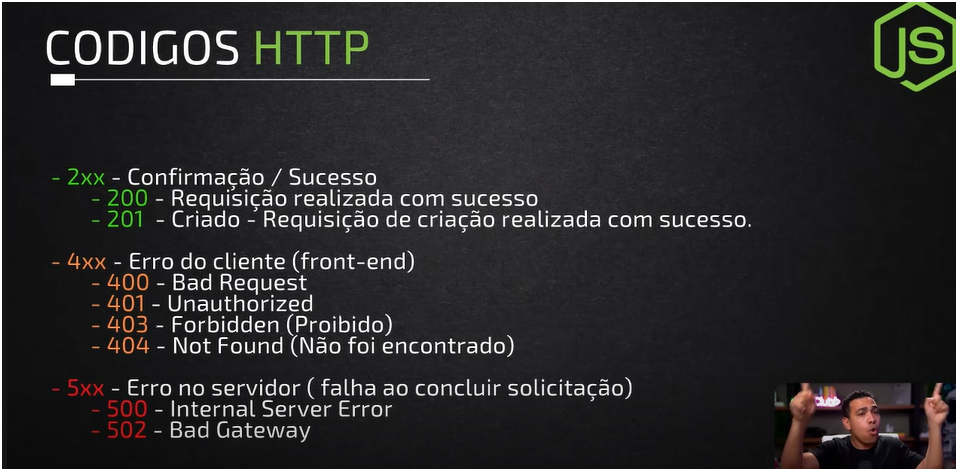 CODIGOS HTTP
JS
- 2xx - Confirmação / Sucesso
- 200 - Requisição realizada com sucesso
- 201 - Criado - Requisição de criação realizada com sucesso.
- 4xx - Erro do cliente (front-end)
- 400 - Bad Request
- 401 - Unauthorized
- 403 - Forbidden (Proibido)
- 404 - Not Found (Não foi encontrado)
- 5xx - Erro no servidor ( falha ao concluir solicitação)
- 500 - Internal Server Error
- 502 - Bad Gateway